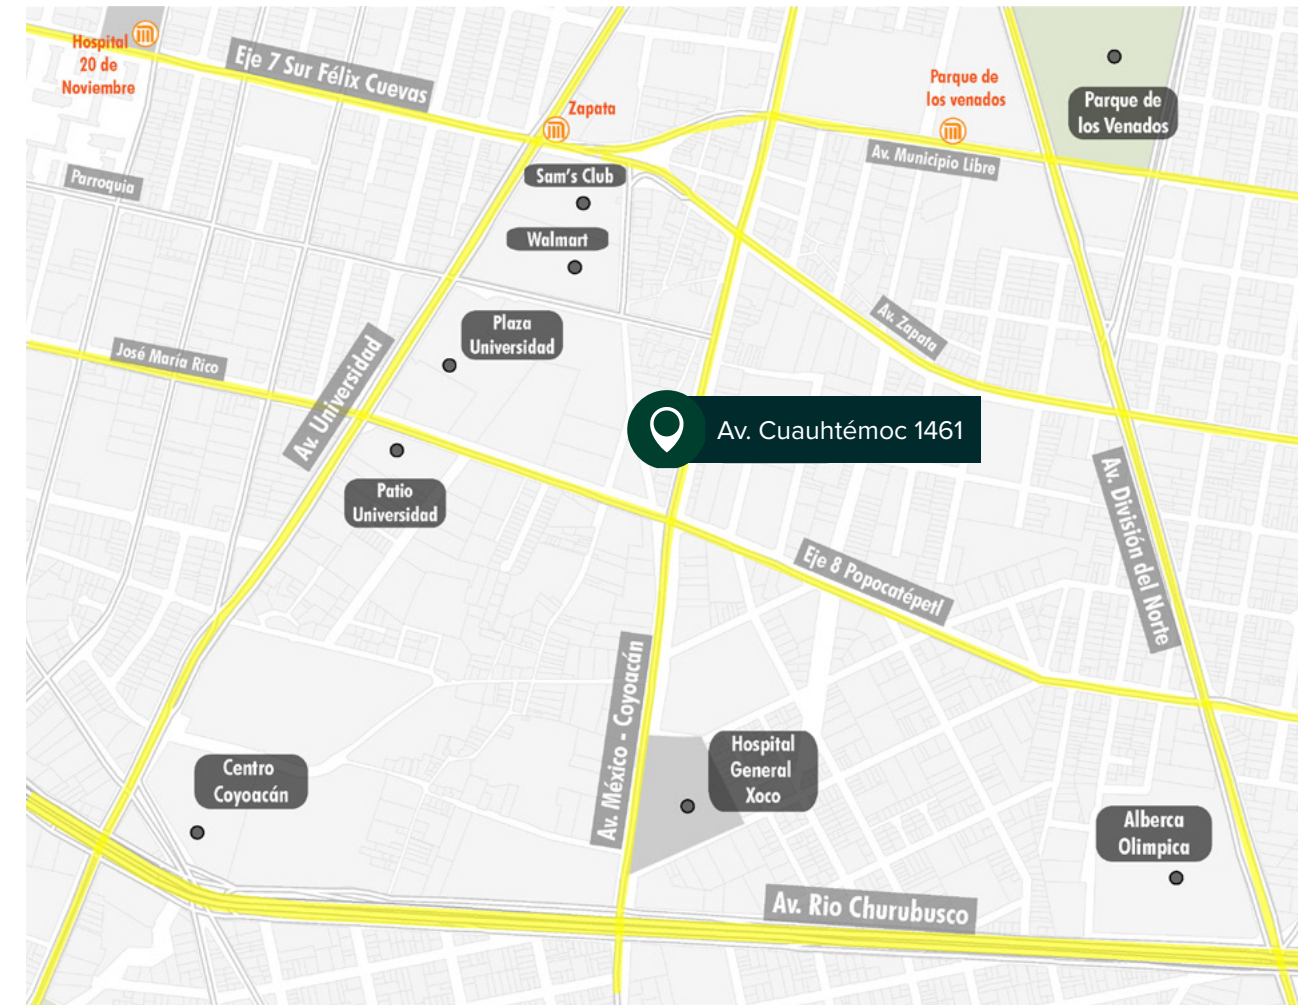 Hospital
20 de
Noviembre
Eje 7 Sur Félix Cuevas
Zapata
Parque de
los venados
Parque de
los Venados
Av. Municipio Libre
Parroquia
Sam's Club
Walmart
Plaza
Universidad
Av. Zapata
José María Rico
Av. Universidad
Av. Cuauhtémoc 1461
Patio
Universidad
Av. División del Norte
Eje 8 Popocatépetl
Av. México - Coyoacán
Hospital
General
Xoco
Centro
Coyoacán
Alberca
Olimpica
Av. Rio Churubusco